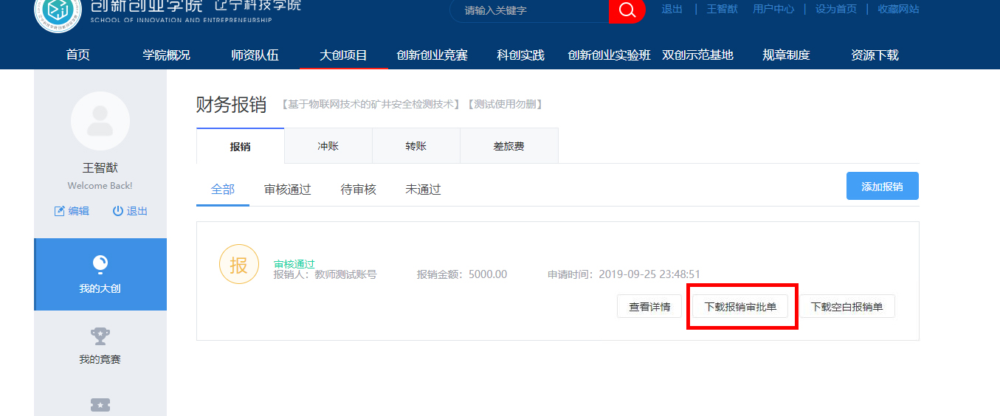 创新创业学院 辽宁科技学院
SCHOOL OF INNOVATION AND ENTREPRENEURSHIP
请输入关键字
退出 | 王智猷 用户中心 | 设为首页 | 收藏网站
首页 学院概况 师资队伍 大创项目 创新创业竞赛 科创实践 创新创业实验班 双创示范基地 规章制度 资源下载
王智猷
Welcome Back!
编辑 退出
我的大创
我的竞赛
财务报销 【基于物联网技术的矿井安全检测技术】【测试使用勿删】
报销 冲账 转账 差旅费
全部 审核通过 待审核 未通过 添加报销
报
审核通过
报销人：教师测试账号 报销金额：5000.00 申请时间：2019-09-25 23:48:51
查看详情 下载报销审批单 下载空白报销单